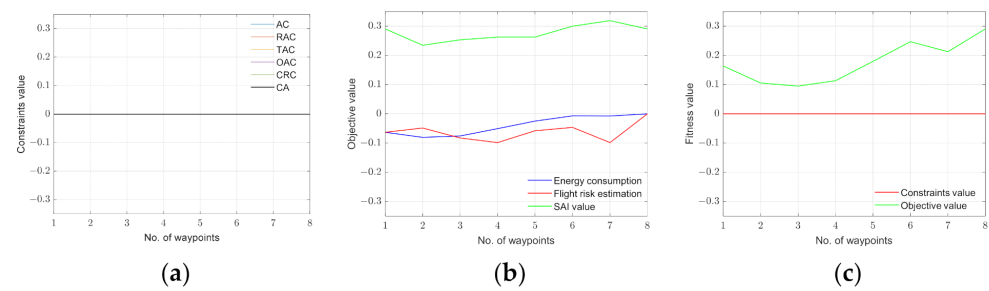 0.3
0.2
0.1
0
−0.1
−0.2
−0.3
Constraints value
AC
RAC
TAC
OAC
CRC
CA
1 2 3 4 5 6 7 8
No. of waypoints
(a)
0.3
0.2
0.1
0
−0.1
−0.2
−0.3
Objective value
Energy consumption
Flight risk estimation
SAI value
1 2 3 4 5 6 7 8
No. of waypoints
(b)
0.3
0.2
0.1
0
−0.1
−0.2
−0.3
Fitness value
Constraints value
Objective value
1 2 3 4 5 6 7 8
No. of waypoints
(c)